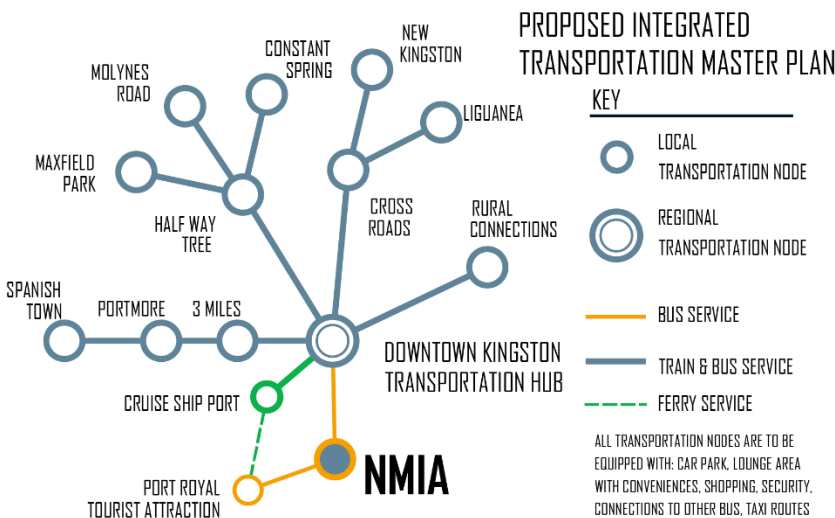 PROPOSED INTEGRATED
TRANSPORTATION MASTER PLAN
KEY
LOCAL
TRANSPORTATION NODE
REGIONAL
TRANSPORTATION NODE
BUS SERVICE
TRAIN & BUS SERVICE
FERRY SERVICE
ALL TRANSPORTATION NODES ARE TO BE
EQUIPPED WITH: CAR PARK, LOUNGE AREA
WITH CONVENIENCES, SHOPPING, SECURITY,
CONNECTIONS TO OTHER BUS, TAXI ROUTES
NEW
KINGSTON
CONSTANT
SPRING
MOLYNES
ROAD
LIGUANEA
MAXFIELD
PARK
HALF WAY
TREE
CROSS
ROADS
RURAL
CONNECTIONS
SPANISH
TOWN
PORTMORE
3 MILES
DOWNTOWN KINGSTON
TRANSPORTATION HUB
CRUISE SHIP PORT
NMIA
PORT ROYAL
TOURIST ATTRACTION